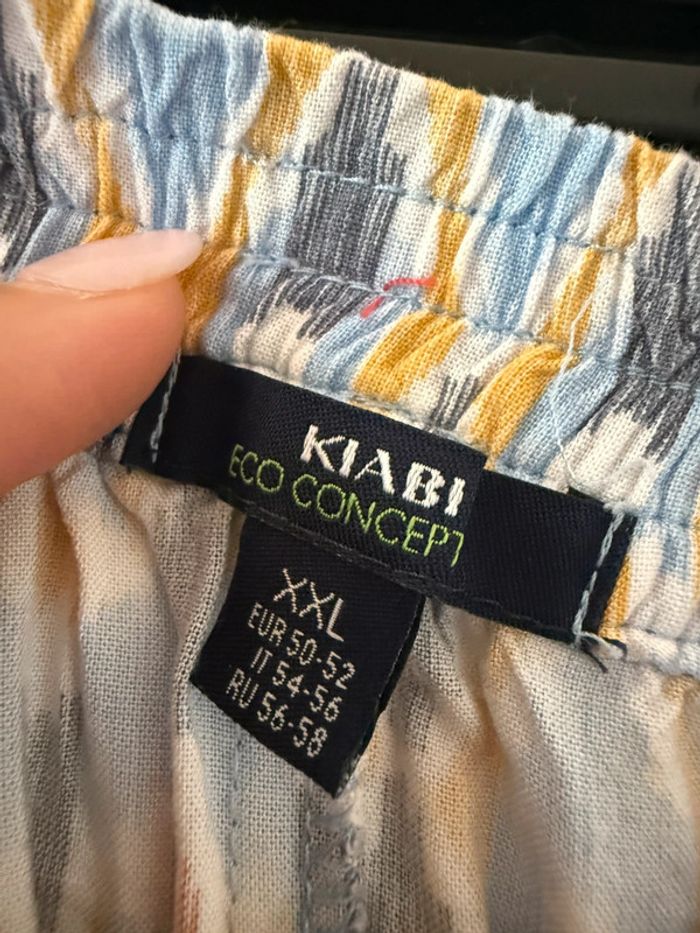 KIABI
ECO CONCEPT
XXL
EUR 50-52
IT 54-56
RU 56-58